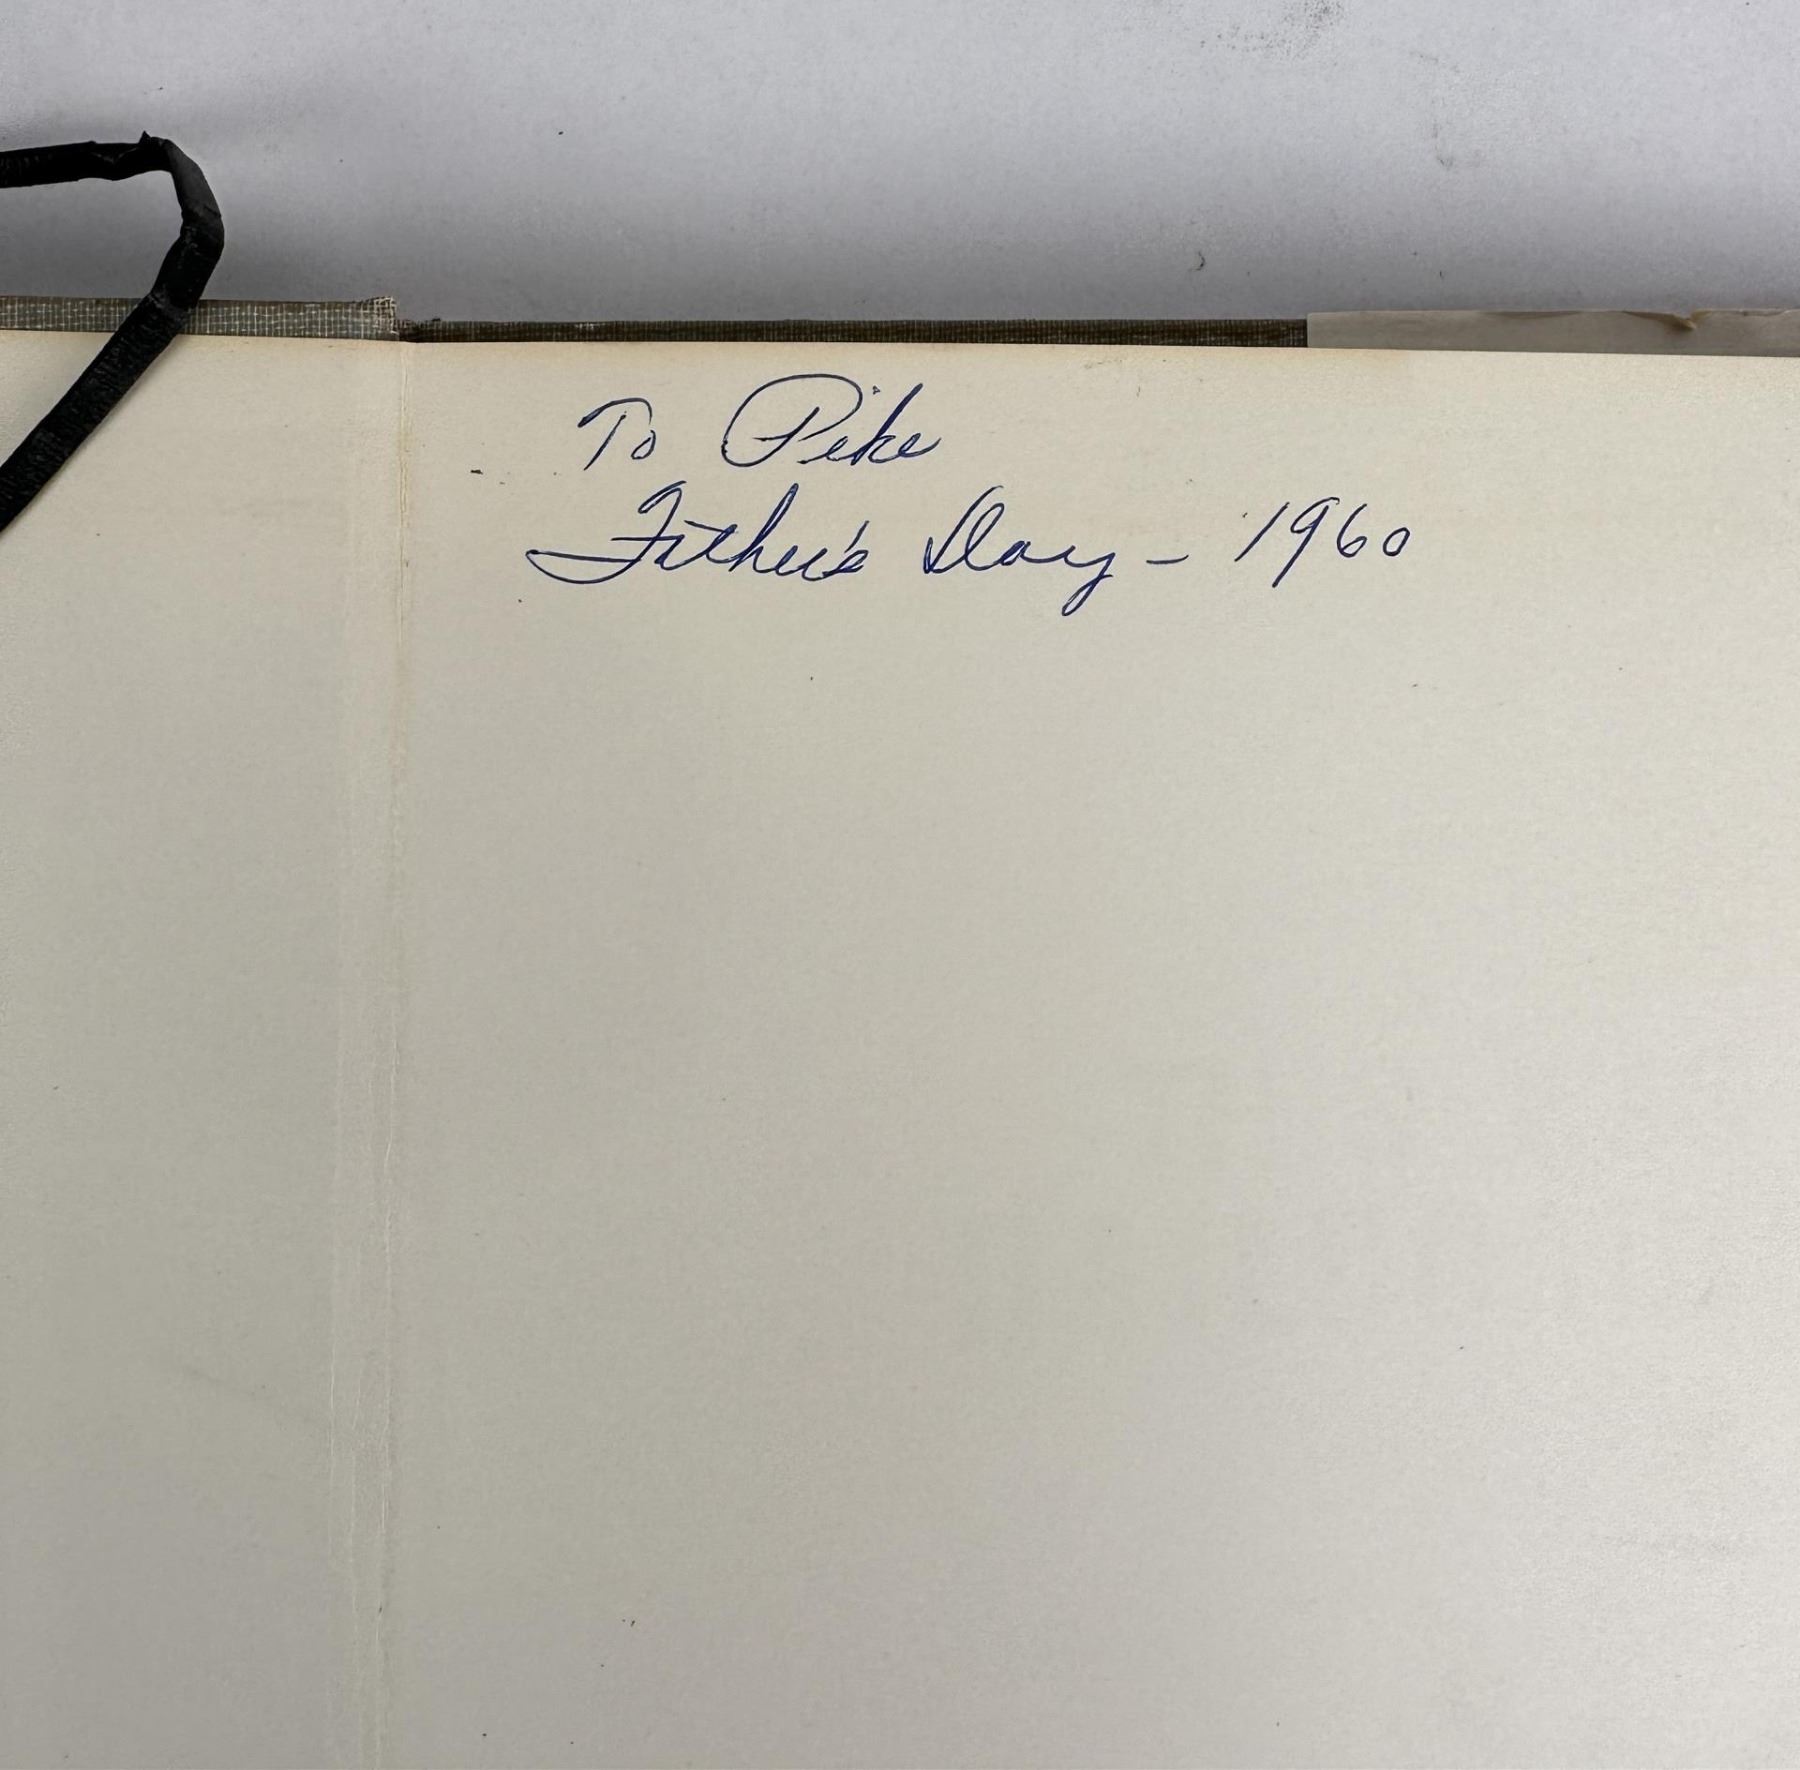 To Pike
Father's Day - 1960